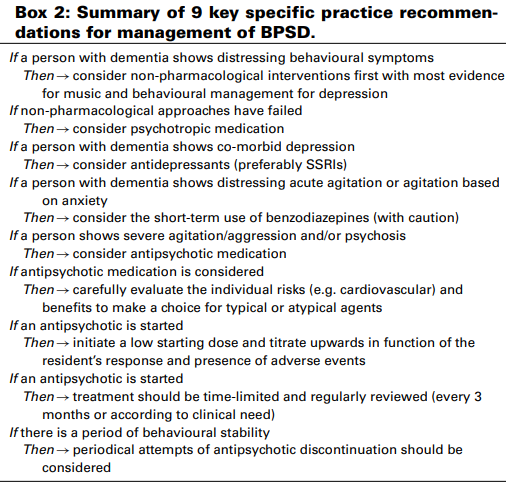 Box 2: Summary of 9 key specific practice recommen-
dations for management of BPSD.
If a person with dementia shows distressing behavioural symptoms
Then → consider non-pharmacological interventions first with most evidence
for music and behavioural management for depression
If non-pharmacological approaches have failed
Then → consider psychotropic medication
If a person with dementia shows co-morbid depression
Then → consider antidepressants (preferably SSRIs)
If a person with dementia shows distressing acute agitation or agitation based
on anxiety
Then → consider the short-term use of benzodiazepines (with caution)
If a person shows severe agitation/aggression and/or psychosis
Then → consider antipsychotic medication
If antipsychotic medication is considered
Then → carefully evaluate the individual risks (e.g. cardiovascular) and
benefits to make a choice for typical or atypical agents
If an antipsychotic is started
Then → initiate a low starting dose and titrate upwards in function of the
resident's response and presence of adverse events
If an antipsychotic is started
Then → treatment should be time-limited and regularly reviewed (every 3
months or according to clinical need)
If there is a period of behavioural stability
Then → periodical attempts of antipsychotic discontinuation should be
considered